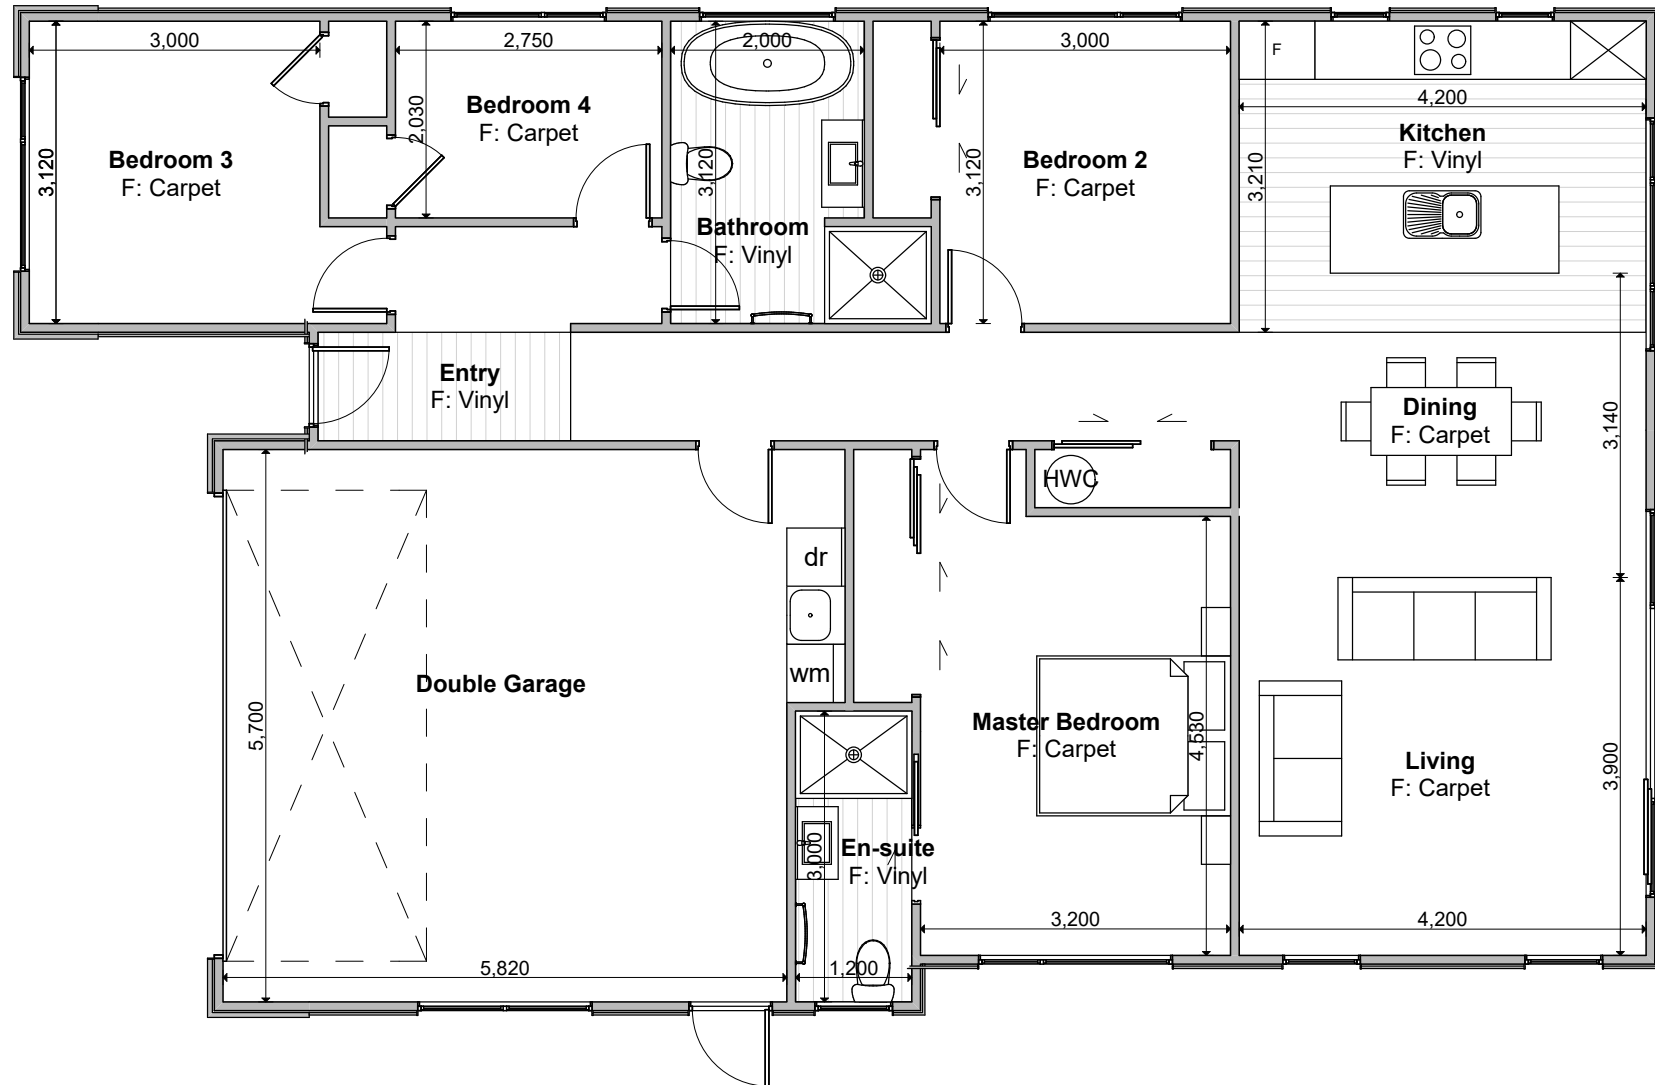 3,000
2,750
2,000
3,000
F
4,200
Bedroom 3
F: Carpet
3,120
Bedroom 4
F: Carpet
2,030
3,120
Bathroom
F: Vinyl
3,120
Bedroom 2
F: Carpet
3,210
Kitchen
F: Vinyl
Entry
F: Vinyl
Dining
F: Carpet
3,140
HWC
dr
wm
Double Garage
5,700
Master Bedroom
F: Carpet
4,530
Living
F: Carpet
3,900
En-suite
F: Vinyl
3,000
3,200
4,200
5,820
1,200